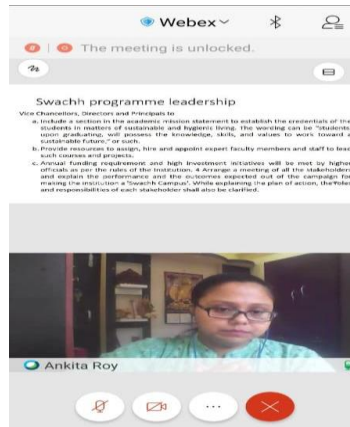 Webex
The meeting is unlocked.
Swachh programme leadership
Vice Chancellors, Directors and Principals to
a. Include a section in the academic mission statement to establish the credentials of the
students in matters of sustainable and hygienic living. The wording can be "students,
upon graduating, will possess the knowledge, skills, and values to work toward a
sustainable future," or such.
b. Provide resources to assign, hire and appoint expert faculty members and staff to lead
such courses and projects.
c. Annual funding requirement and high investment initiatives will be met by higher
officials as per the rules of the Institution. 4 Arrange a meeting of all the stakeholders
and explain the performance and the outcomes expected out of the campaign for
making the institution a 'Swachh Campus'. While explaining the plan of action, the roles
and responsibilities of each stakeholder shall also be clarified.
Ankita Roy